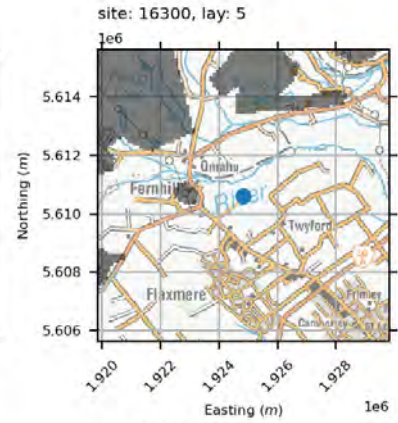 site: 16300, lay: 5
1e6
5.614
5.612
5.610
5.608
5.606
Northing (m)
Omahu
Fernhill
River
Twyford
Flaxmere
Frimley
1.920
1.922
1.924
1.926
1.928
1e6
Easting (m)